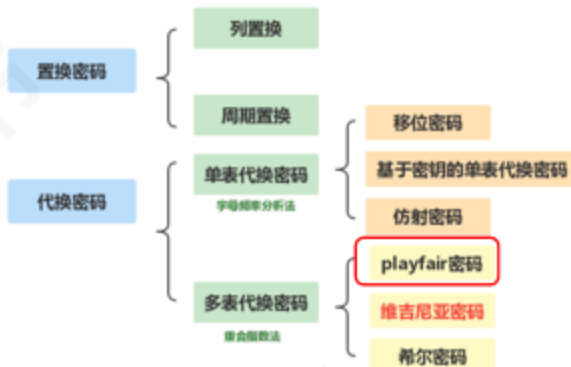 列置换
置换密码
周期置换
移位密码
单表代换密码
基于密钥的单表代换密码
代换密码
字母频率分析法
仿射密码
playfair密码
多表代换密码
维吉尼亚密码
重合指数法
希尔密码